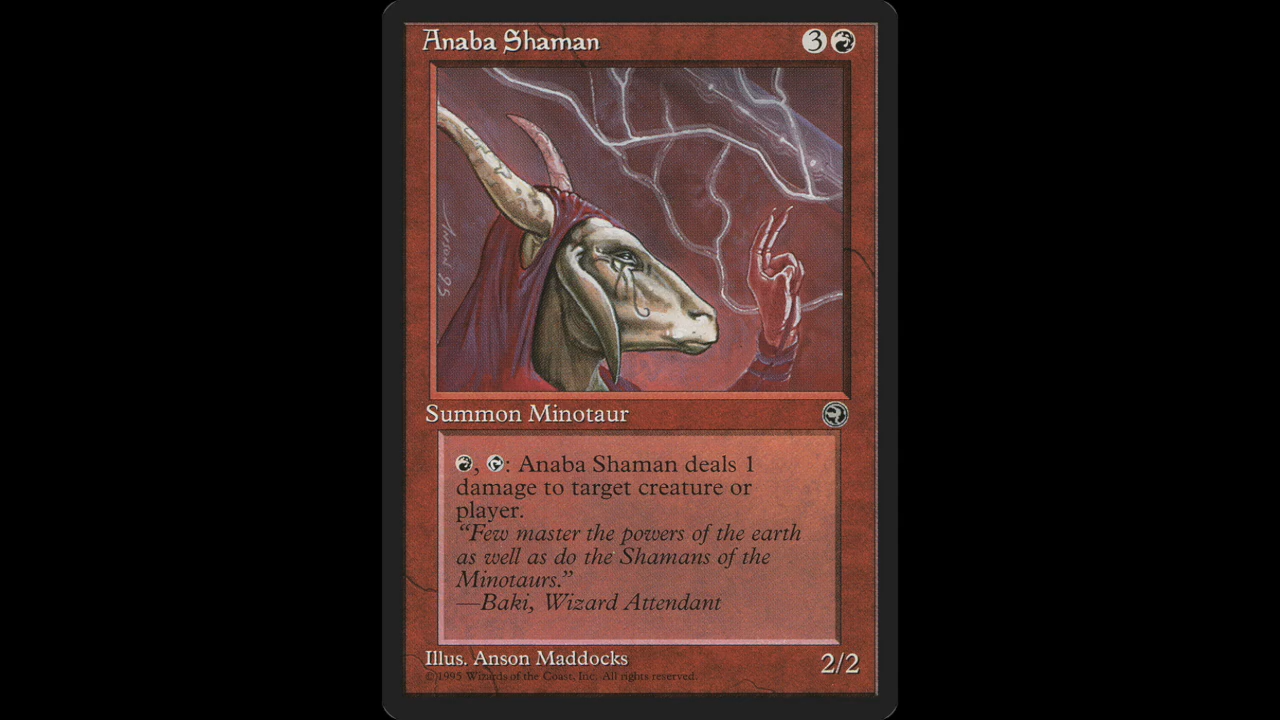 Anaba Shaman 3
Anson 95
Summon Minotaur
, : Anaba Shaman deals 1
damage to target creature or
player.
“Few master the powers of the earth
as well as do the Shamans of the
Minotaurs.”
—Baki, Wizard Attendant
Illus. Anson Maddocks
2/2
©1995 Wizards of the Coast, Inc. All rights reserved.